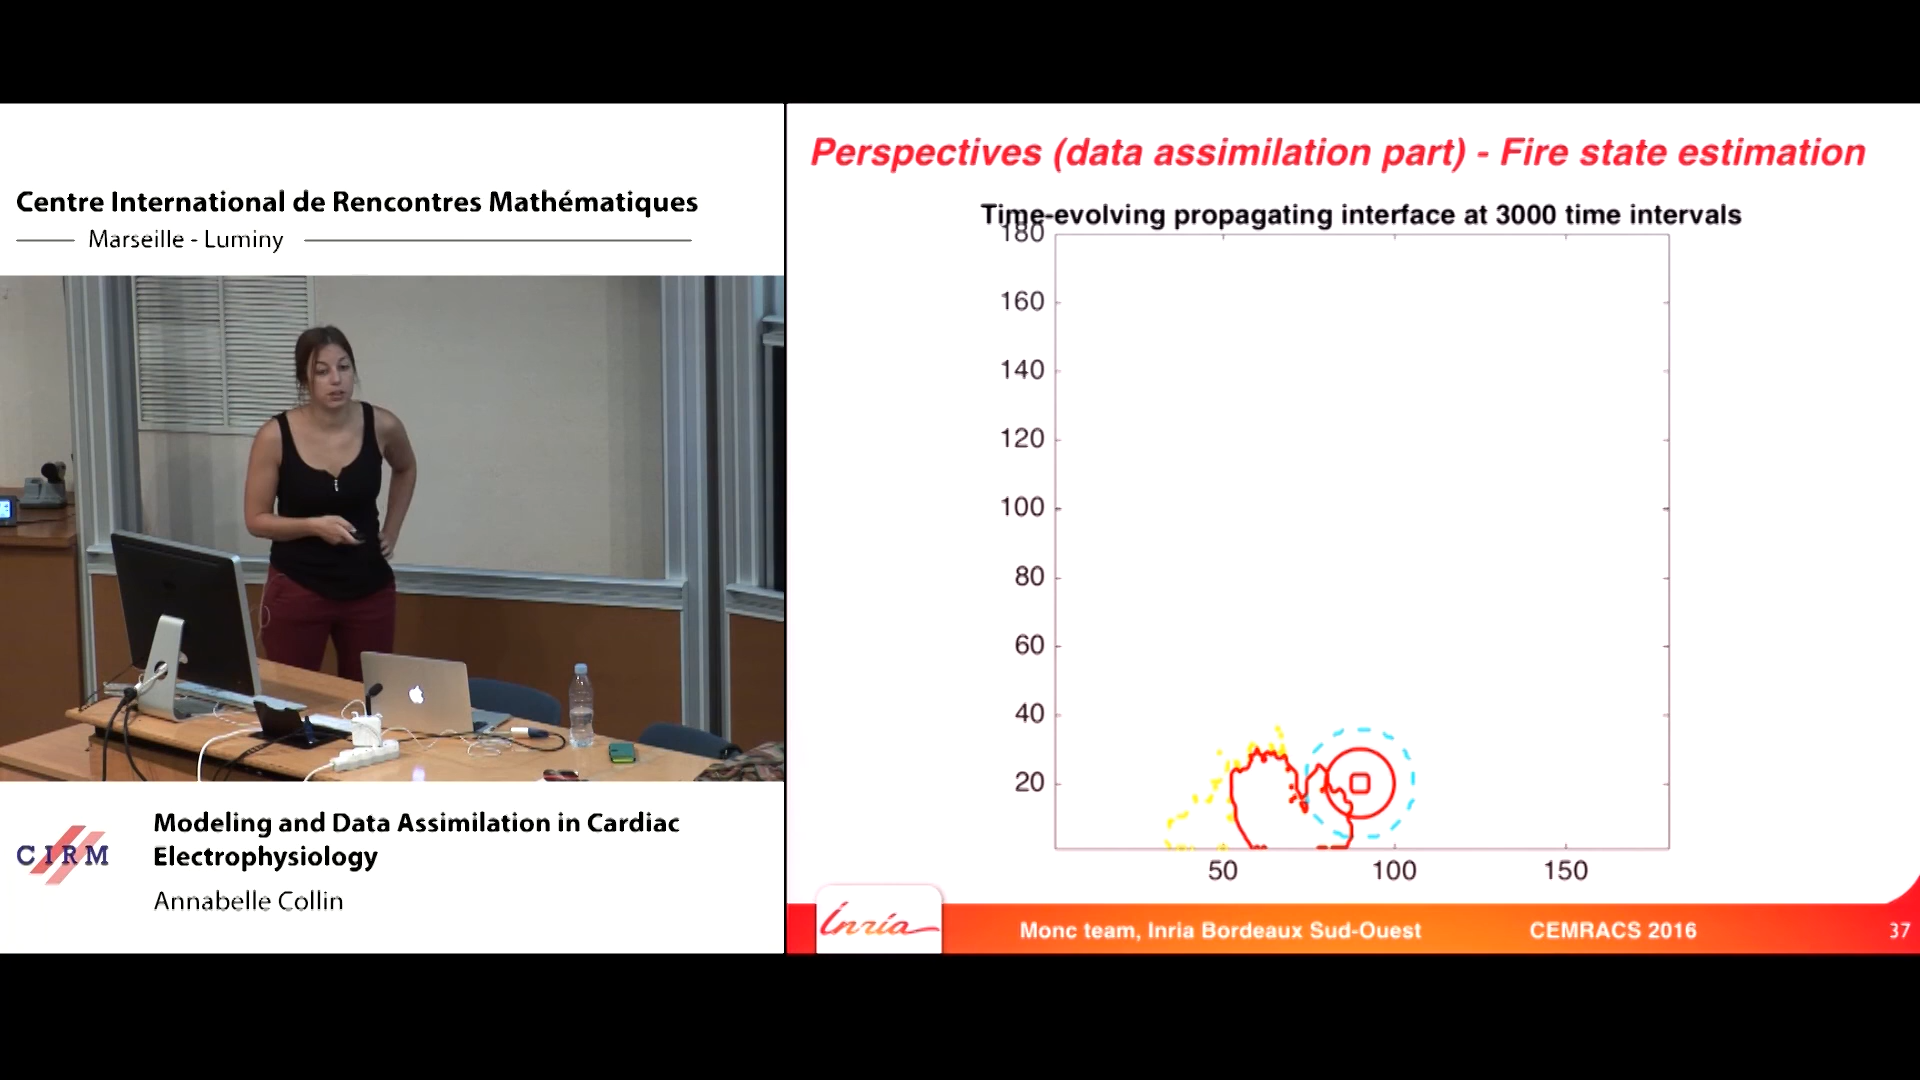 Centre International de Rencontres Mathématiques
Marseille - Luminy
Modeling and Data Assimilation in Cardiac
Electrophysiology
Annabelle Collin
CIRM
Perspectives (data assimilation part) - Fire state estimation
Time-evolving propagating interface at 3000 time intervals
180
160
140
120
100
80
60
40
20
50 100 150
Inria
Monc team, Inria Bordeaux Sud-Ouest CEMRACS 2016 37